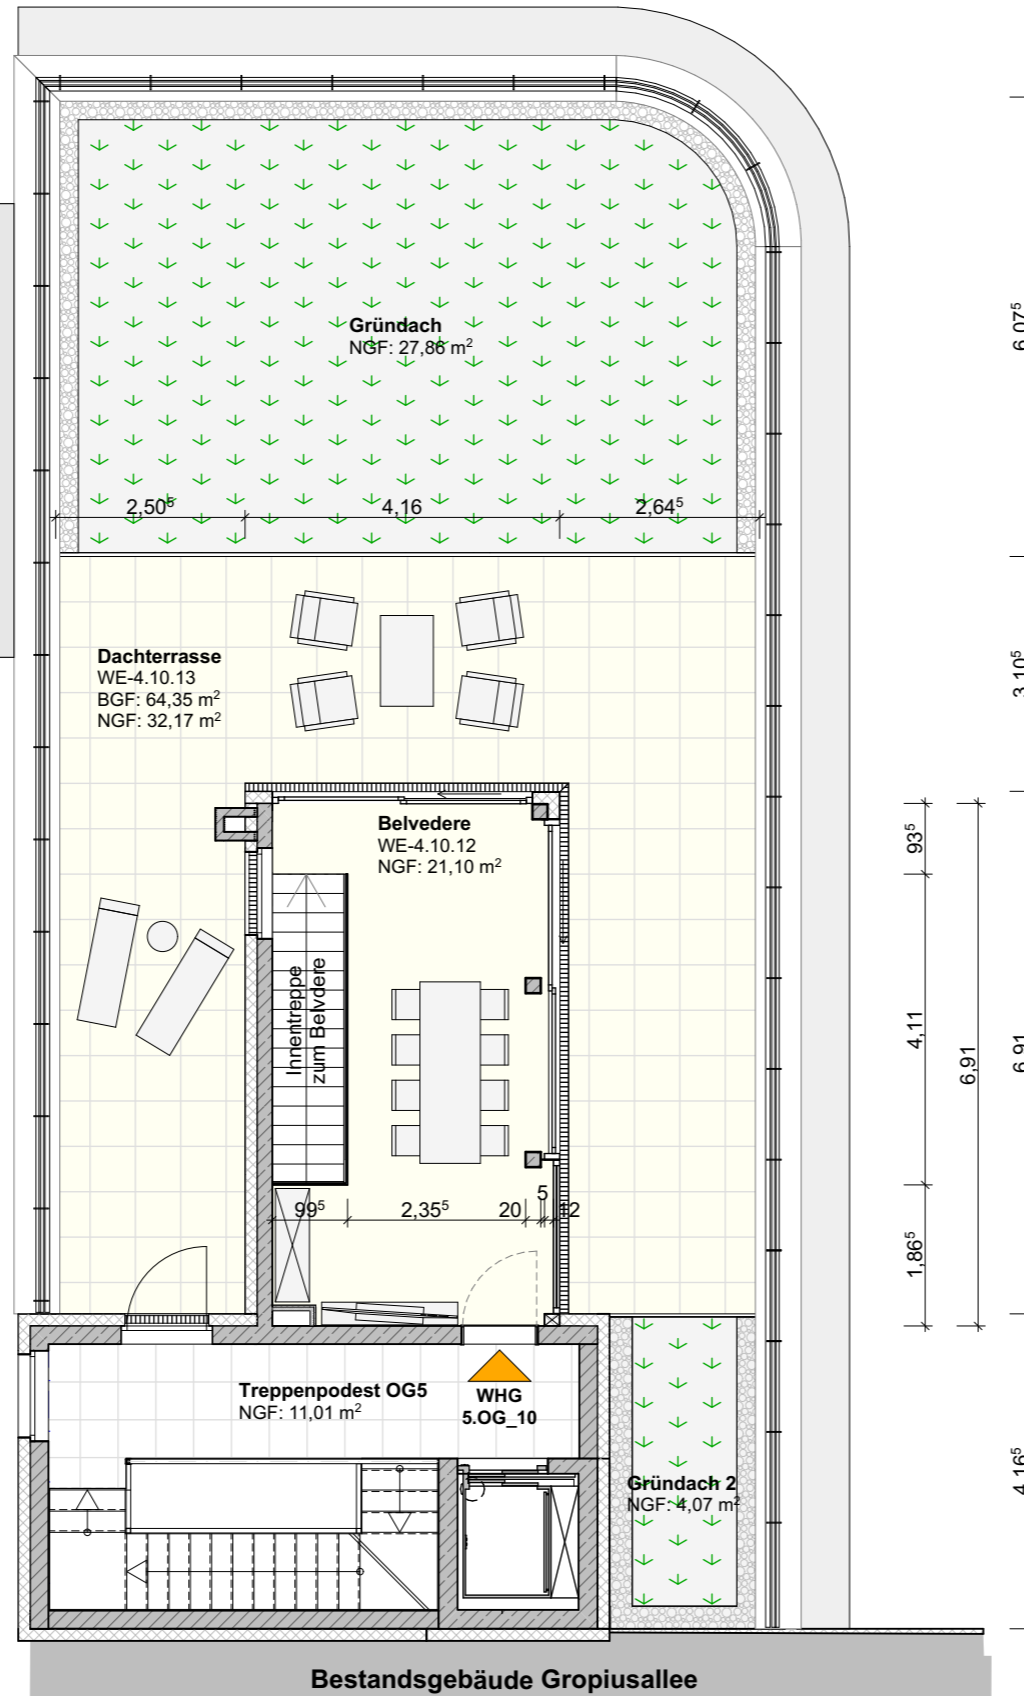 Gründach
NGF: 27,86 m²
2,50⁵
4,16
2,64⁵
6,07⁵
Dachterrasse
WE-4.10.13
BGF: 64,35 m²
NGF: 32,17 m²
3,10⁵
Belvedere
WE-4.10.12
NGF: 21,10 m²
93⁵
Innentreppe
zum Belvdere
4,11
6,91
6,91
99⁵
2,35⁵
20
5
12
1,86⁵
Treppenpodest OG5
NGF: 11,01 m²
WHG
5.OG_10
Gründach 2
NGF: 4,07 m²
4,16⁵
Bestandsgebäude Gropiusallee